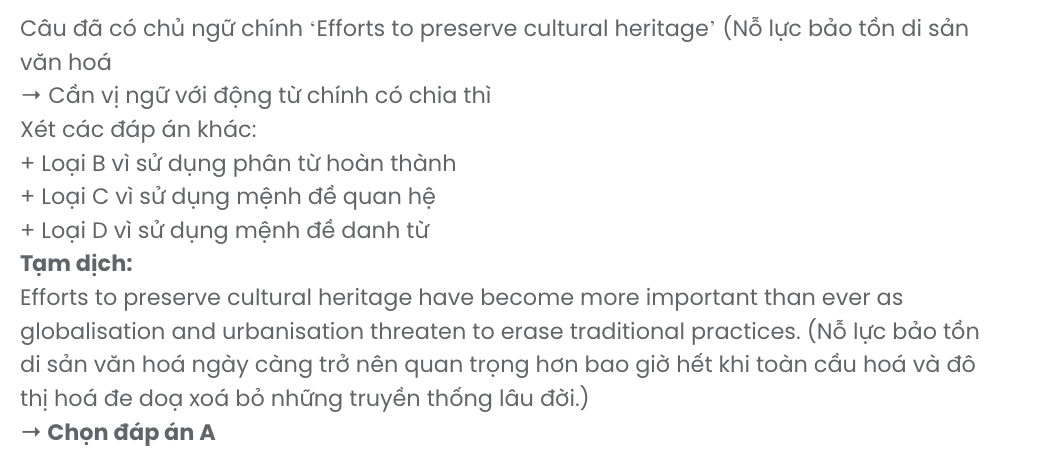 Câu đã có chủ ngữ chính ‘Efforts to preserve cultural heritage’ (Nỗ lực bảo tồn di sản
văn hoá
→ Cần vị ngữ với động từ chính có chia thì
Xét các đáp án khác:
+ Loại B vì sử dụng phân từ hoàn thành
+ Loại C vì sử dụng mệnh đề quan hệ
+ Loại D vì sử dụng mệnh đề danh từ
Tạm dịch:
Efforts to preserve cultural heritage have become more important than ever as
globalisation and urbanisation threaten to erase traditional practices. (Nỗ lực bảo tồn
di sản văn hoá ngày càng trở nên quan trọng hơn bao giờ hết khi toàn cầu hoá và đô
thị hoá đe doạ xoá bỏ những truyền thống lâu đời.)
→ Chọn đáp án A